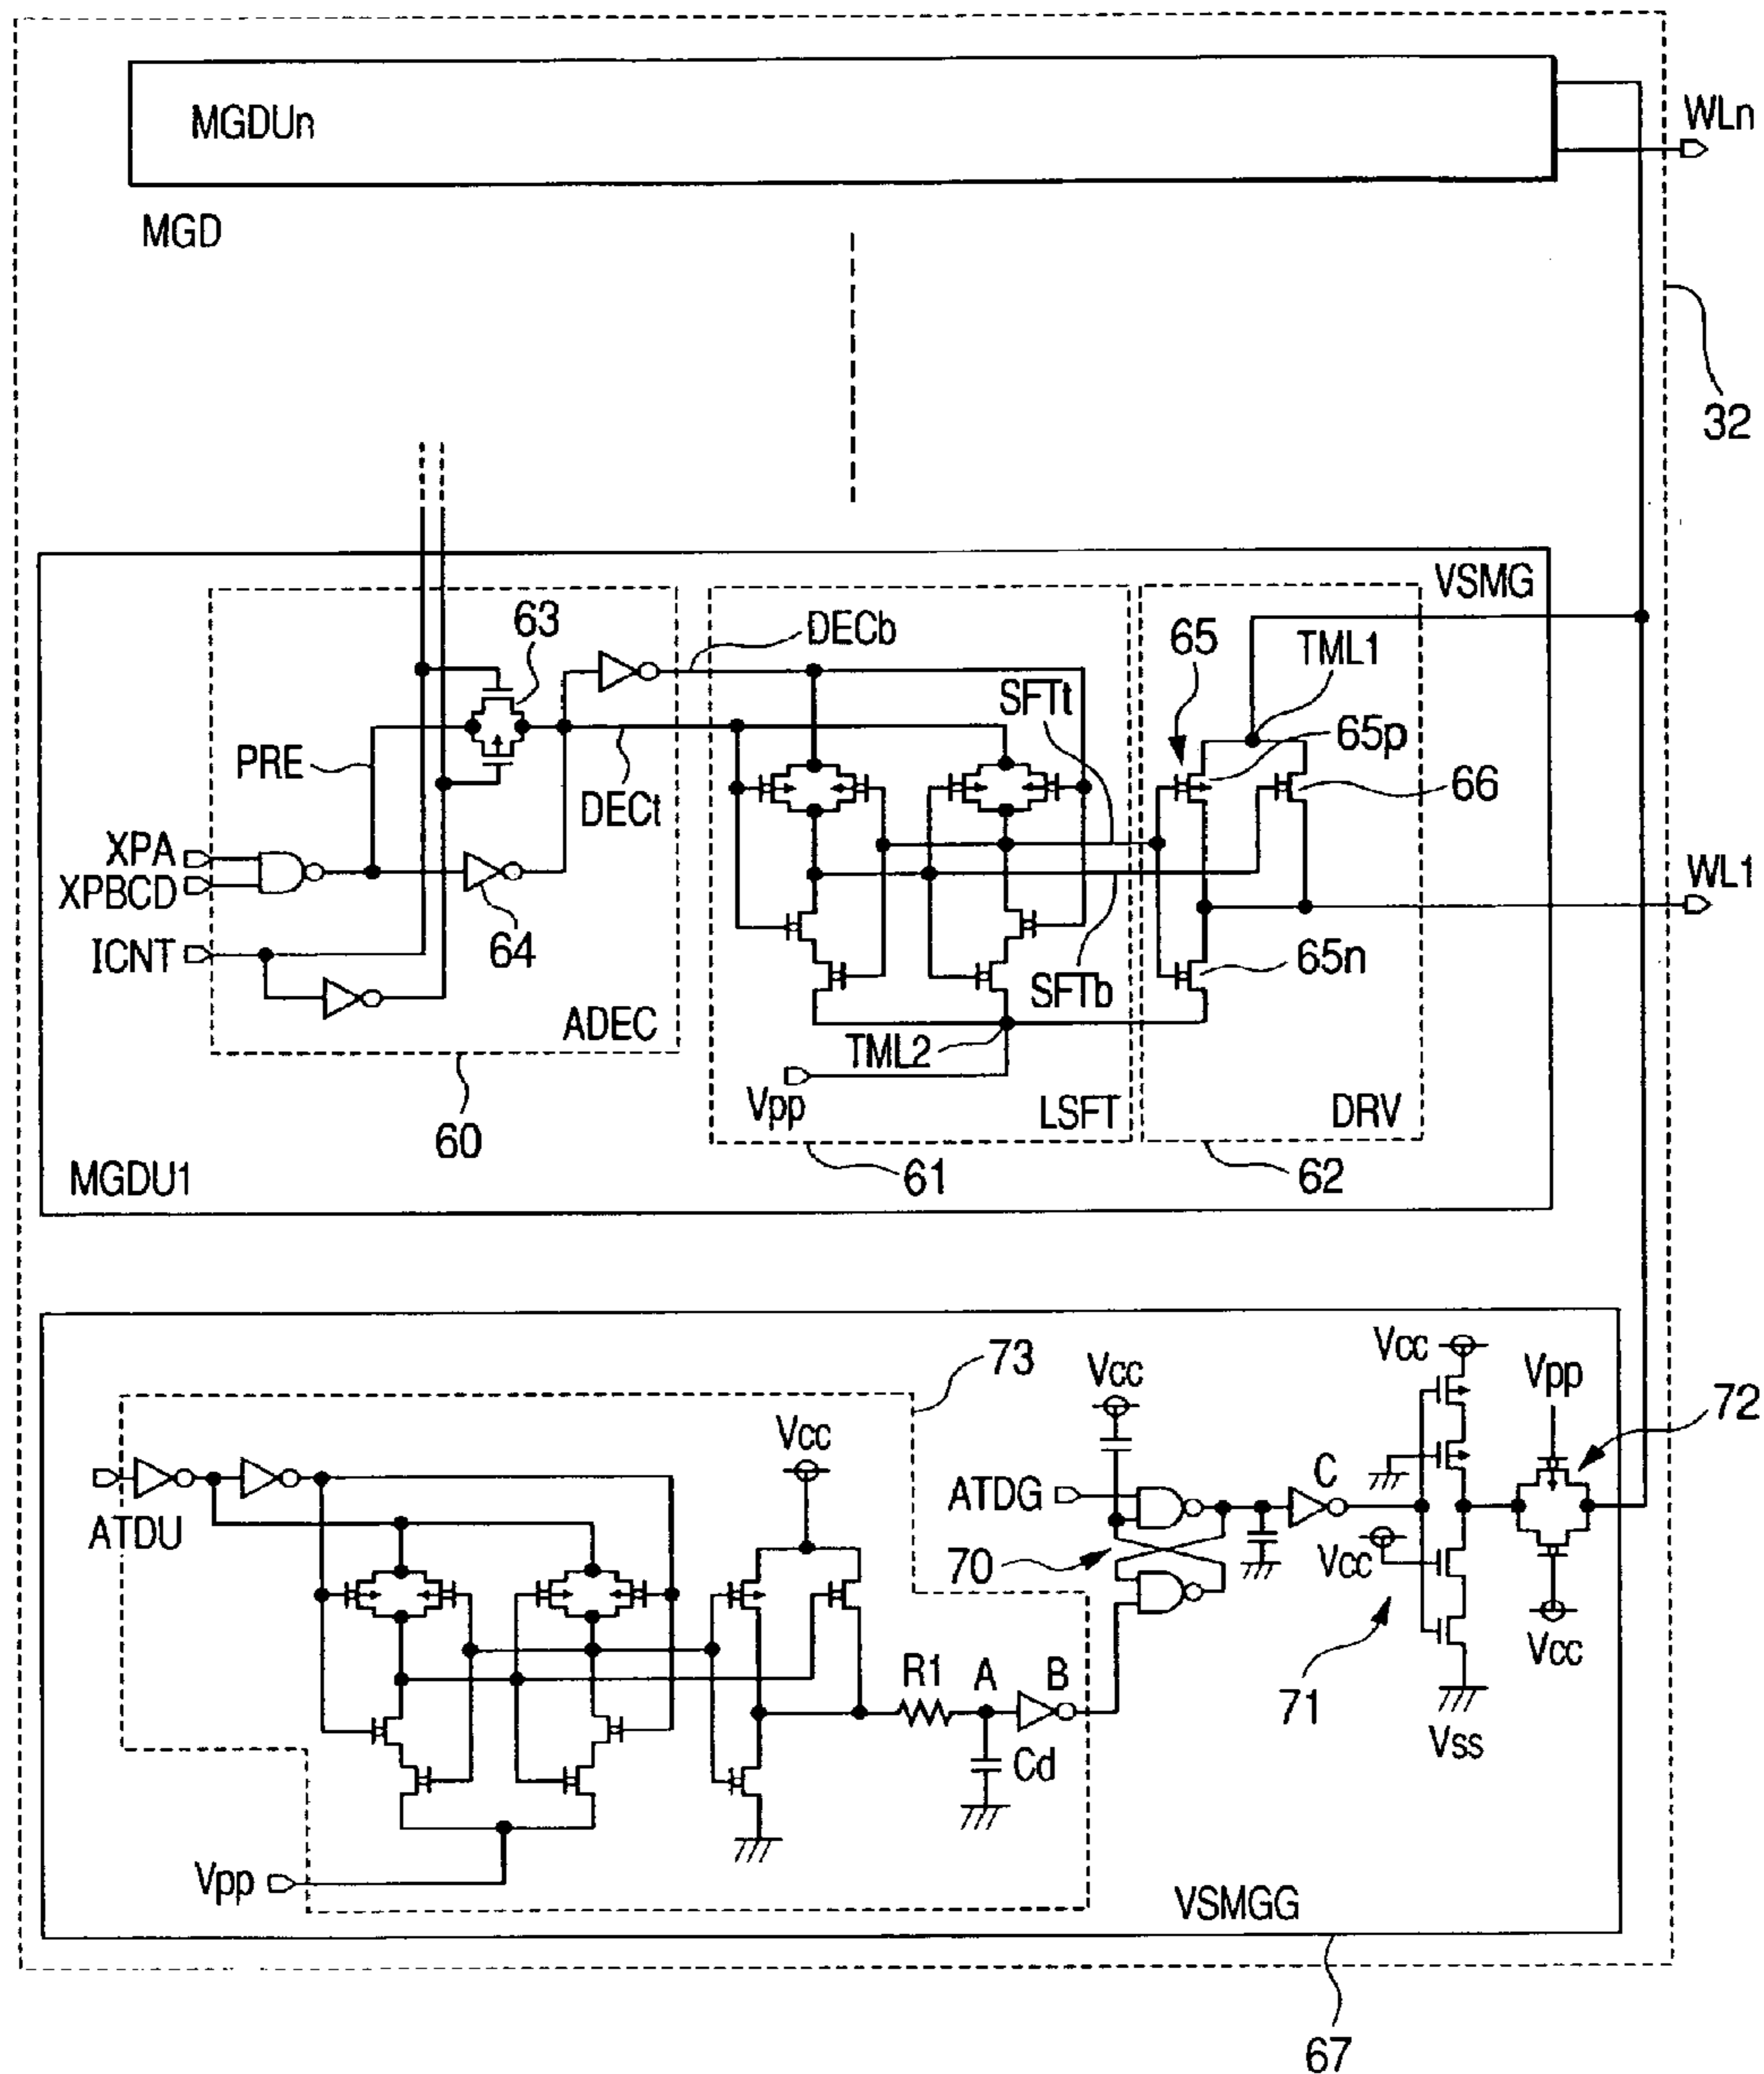 MGDUn
WLn
MGD
32
VSMG
63
DECb
65
TML1
SFTt
65p
PRE
DECt
66
XPA
XPBCD
WL1
64
ICNT
65n
SFTb
ADEC
TML2
Vpp
LSFT
DRV
60
61
62
MGDU1
73
Vcc
Vcc
Vpp
72
Vcc
ATDG
C
ATDU
70
Vcc
Vcc
R1
A
B
71
Cd
Vss
Vpp
VSMGG
67